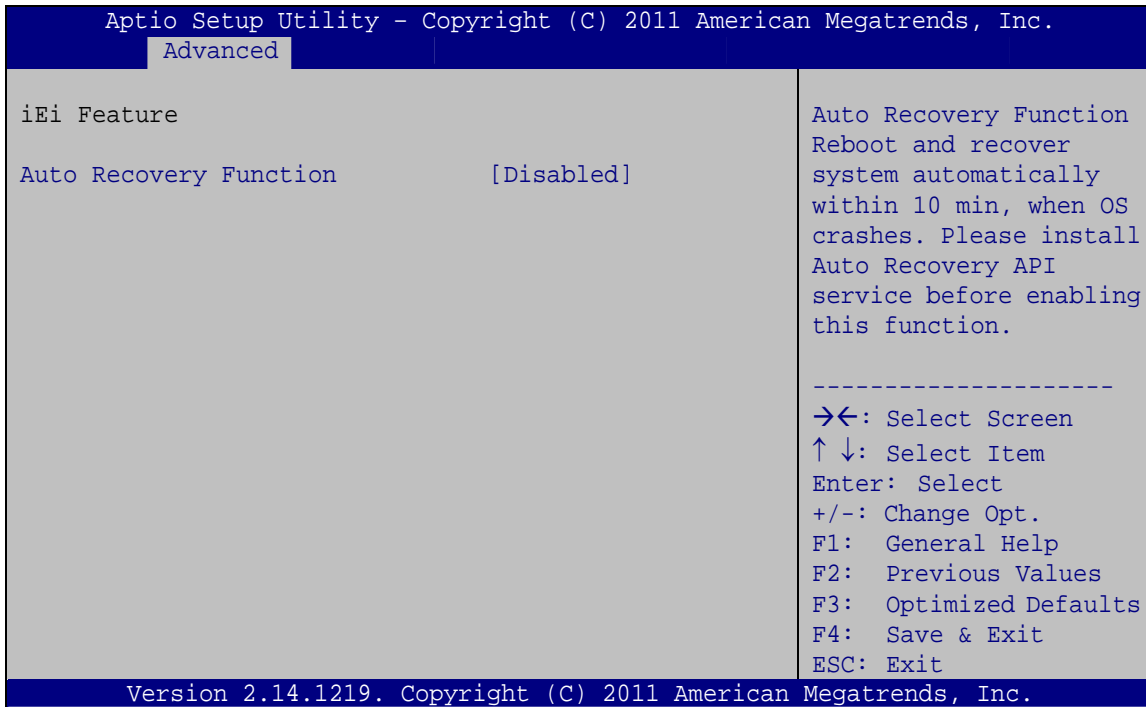 Aptio Setup Utility – Copyright (C) 2011 American Megatrends, Inc.
Advanced
iEi Feature
Auto Recovery Function [Disabled]
Auto Recovery Function
Reboot and recover
system automatically
within 10 min, when OS
crashes. Please install
Auto Recovery API
service before enabling
this function.
---------------------
→←: Select Screen
↑ ↓: Select Item
Enter: Select
+/-: Change Opt.
F1: General Help
F2: Previous Values
F3: Optimized Defaults
F4: Save & Exit
ESC: Exit
Version 2.14.1219. Copyright (C) 2011 American Megatrends, Inc.